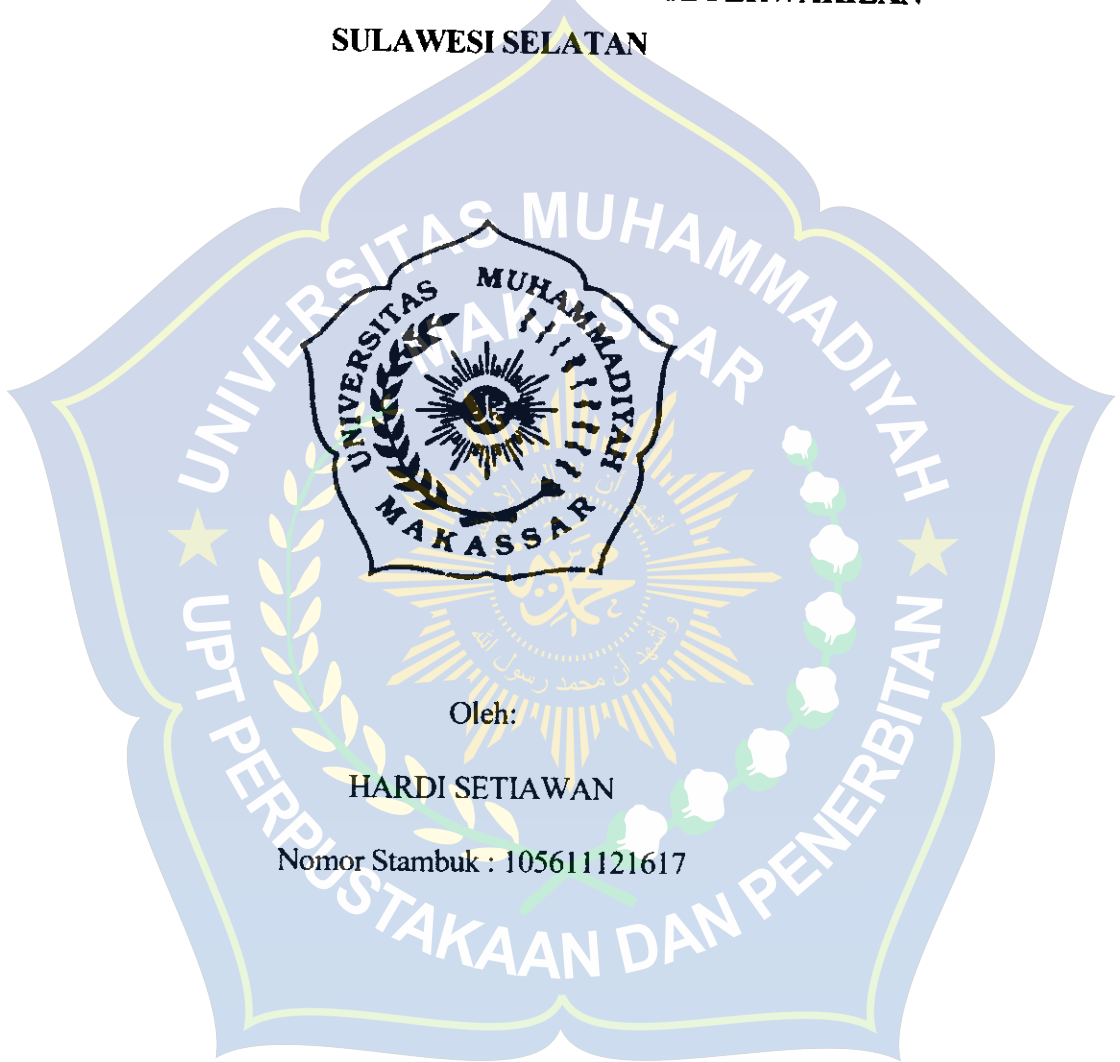 SULAWESI SELATAN
UNIVERSITAS MUHAMMADIYAH
MAKASSAR
UNIVERSITAS MUHAMMADIYAH
MAKASSAR
Oleh:
HARDI SETIAWAN
Nomor Stambuk : 105611121617
UPT PERPUSTAKAAN DAN PENERBITAN